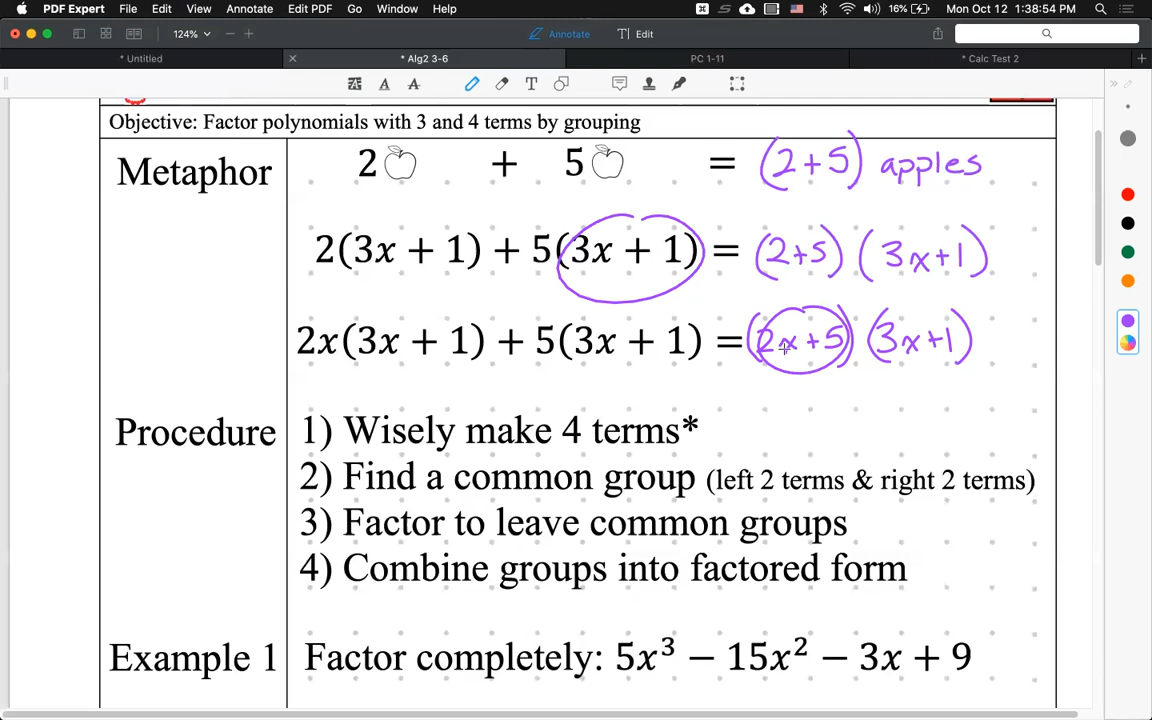 PDF Expert File Edit View Annotate Edit PDF Go Window Help 16% Mon Oct 12 1:38:54 PM
124% Annotate Edit
* Untitled * Alg2 3-6 PC 1-11 * Calc Test 2
Objective: Factor polynomials with 3 and 4 terms by grouping
Metaphor 2 + 5 = (2+5) apples
2(3x + 1) + 5(3x + 1) = (2+5) (3x+1)
2x(3x + 1) + 5(3x + 1) = (2x+5) (3x+1)
Procedure 1) Wisely make 4 terms*
2) Find a common group (left 2 terms & right 2 terms)
3) Factor to leave common groups
4) Combine groups into factored form
Example 1 Factor completely: 5x³ − 15x² − 3x + 9